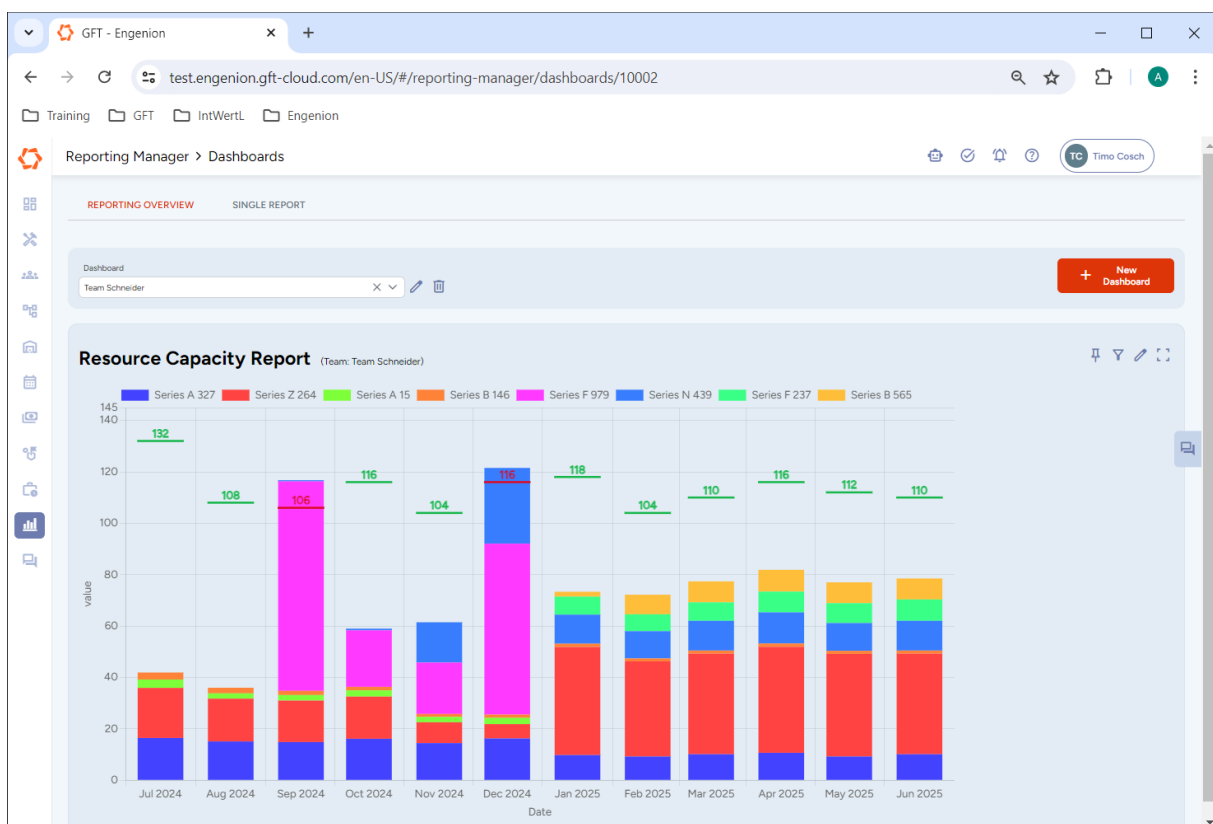 GFT - Engenion
test.engenion.gft-cloud.com/en-US/#/reporting-manager/dashboards/10002
A
Training GFT IntWertL Engenion
Reporting Manager > Dashboards
TC Timo Cosch
REPORTING OVERVIEW SINGLE REPORT
Dashboard
Team Schneider
+ New
Dashboard
Resource Capacity Report (Team: Team Schneider)
Series A 327 Series Z 264 Series A 15 Series B 146 Series F 979 Series N 439 Series F 237 Series B 565
145
140
120
100
80
60
40
20
0
value
132
108
106
116
104
116
118
104
110
116
112
110
Jul 2024 Aug 2024 Sep 2024 Oct 2024 Nov 2024 Dec 2024 Jan 2025 Feb 2025 Mar 2025 Apr 2025 May 2025 Jun 2025
Date